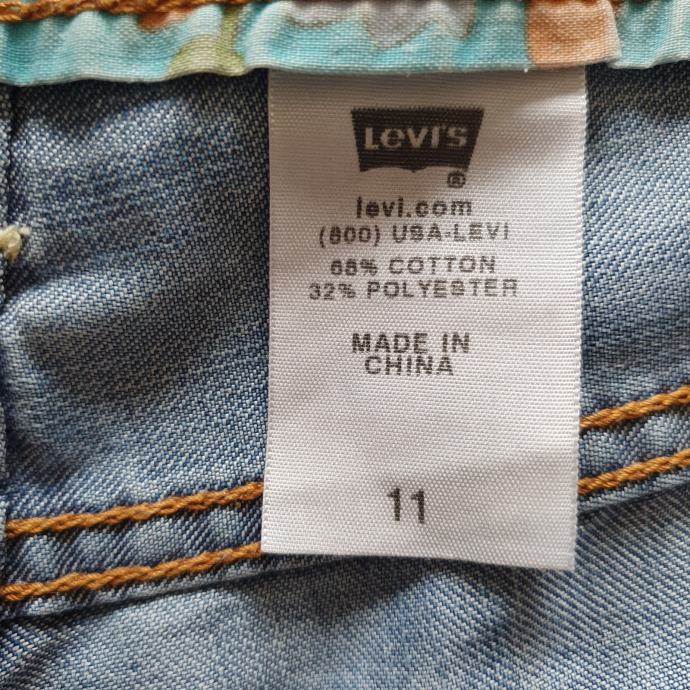 LEVI'S
®
levi.com
(800) USA-LEVI
68% COTTON
32% POLYESTER
MADE IN
CHINA
11